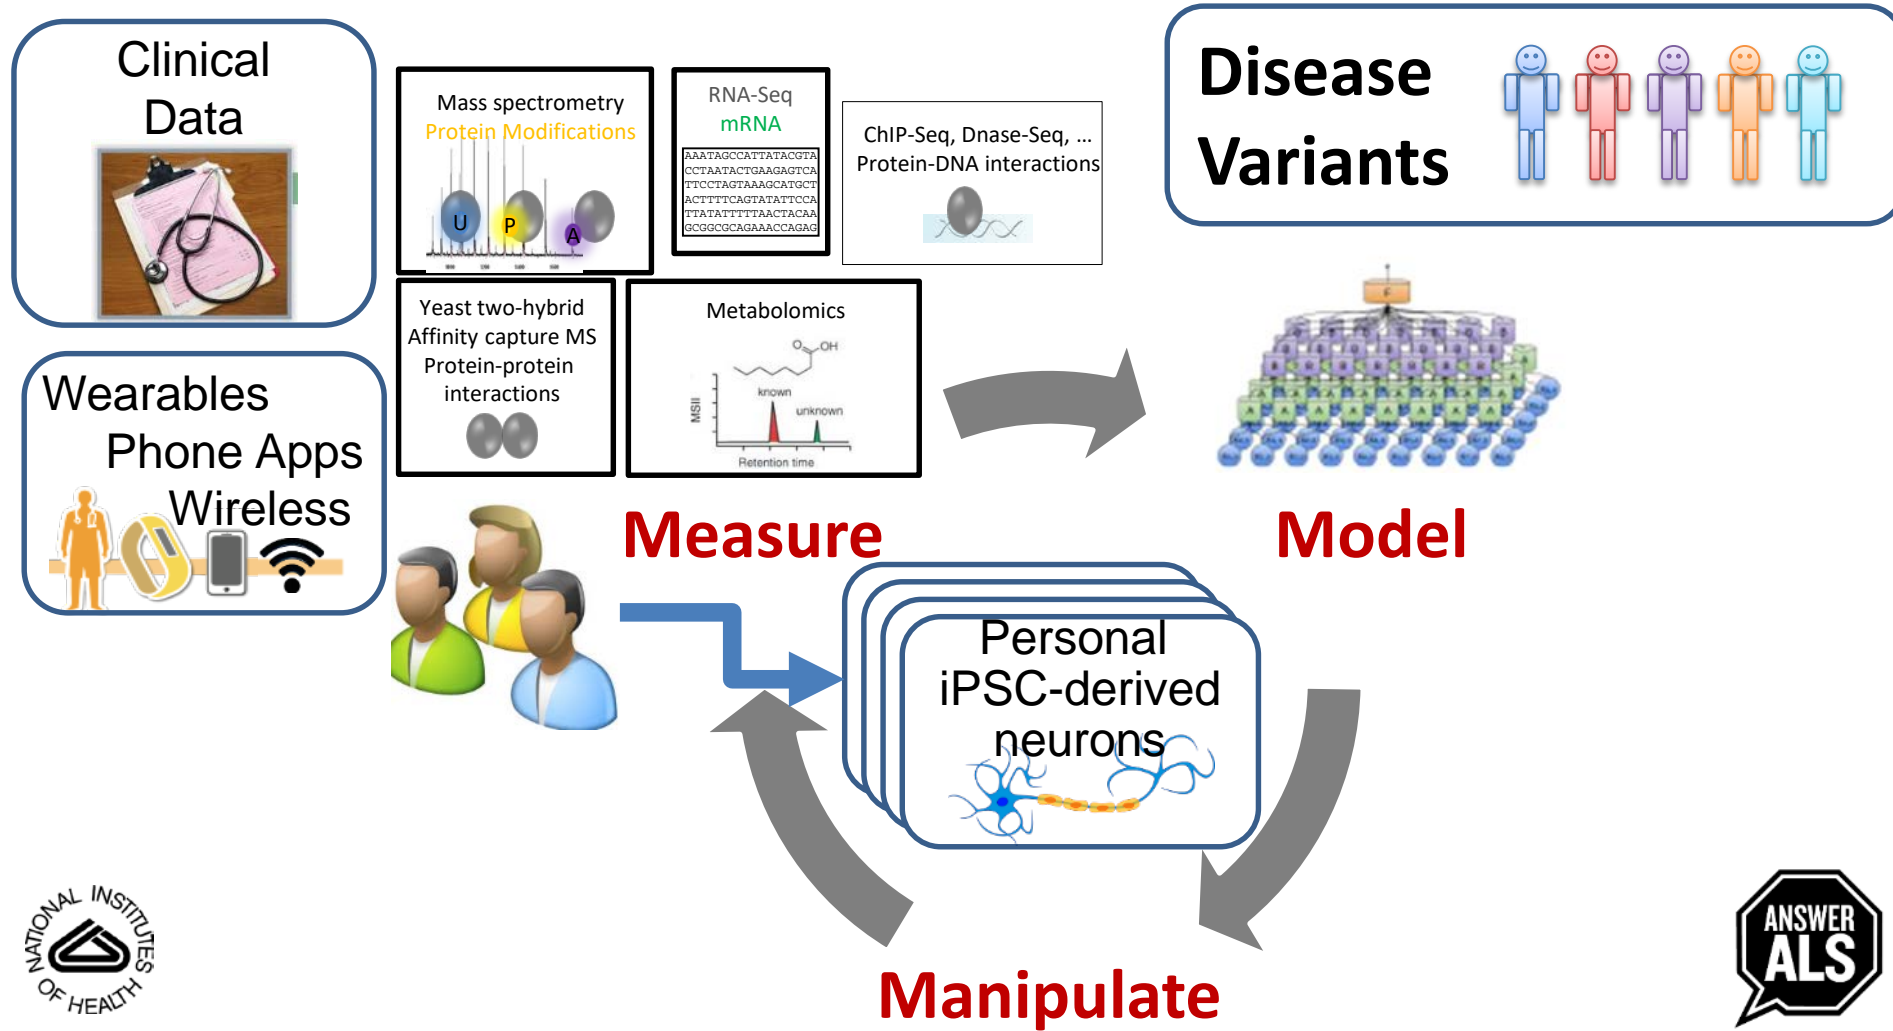 Clinical
Data
Wearables
Phone Apps
Wireless
Mass spectrometry
Protein Modifications
U
P
A
RNA-Seq
mRNA
AAATAGCCATTATACGTA
CCTAATACTGAAGAGTCA
TTCCTAGTAAAGCATGCT
ACTTTTCAGTATATTCCA
TTATATTTTTAACTACAA
GCGGCGCAGAAACCAGAG
ChIP-Seq, Dnase-Seq, ...
Protein-DNA interactions
Yeast two-hybrid
Affinity capture MS
Protein-protein
interactions
Metabolomics
O
OH
MSII
known
unknown
Retention time
Disease
Variants
Measure
Model
Personal
iPSC-derived
neurons
Manipulate
NATIONAL INSTITUTES
OF HEALTH
ANSWER
ALS